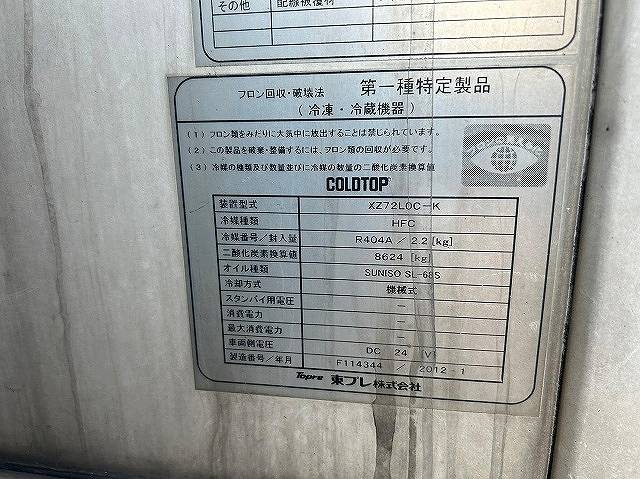 その他 配線被覆材
フロン回収・破壊法 第一種特定製品
(冷凍・冷蔵機器)
(1) フロン類をみだりに大気中に放出することは禁じられています。
(2) この製品を廃棄・整備するには、フロン類の回収が必要です。
(3) 冷媒の種類及び数量並びに冷媒の数量の二酸化炭素換算値
COLDTOP
装置型式 XZ72L0C-K
冷媒種類 HFC
冷媒番号/封入量 R404A / 2.2 [kg]
二酸化炭素換算値 8624 [kg]
オイル種類 SUNISO SL-68S
冷却方式 機械式
スタンバイ用電圧 —
消費電力 —
最大消費電力 —
車両側電圧 DC 24 [V]
製造番号/年月 F114344 / 2012-1
Topre 東プレ株式会社